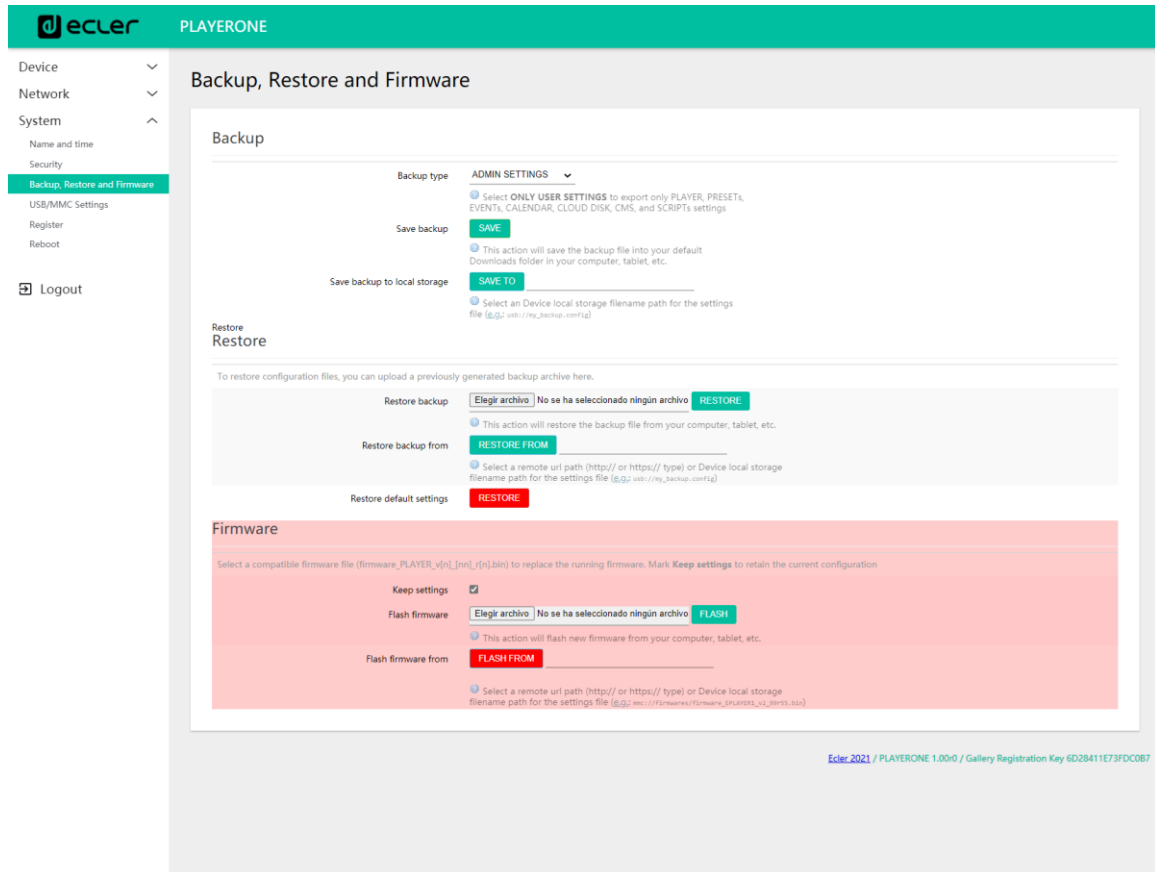 ecler
PLAYERONE
Device
Network
System
Name and time
Security
Backup, Restore and Firmware
USB/MMC Settings
Register
Reboot
Logout
Backup, Restore and Firmware
Backup
Backup type ADMIN SETTINGS
Select ONLY USER SETTINGS to export only PLAYER, PRESETs,
EVENTs, CALENDAR, CLOUD DISK, CMS, and SCRIPTs settings
Save backup SAVE
This action will save the backup file into your default
Downloads folder in your computer, tablet, etc.
Save backup to local storage SAVE TO
Select an Device local storage filename path for the settings
file (e.g.: usb://my_backup.config)
Restore
Restore
To restore configuration files, you can upload a previously generated backup archive here.
Restore backup Elegir archivo No se ha seleccionado ningún archivo RESTORE
This action will restore the backup file from your computer, tablet, etc.
Restore backup from RESTORE FROM
Select a remote url path (http:// or https:// type) or Device local storage
filename path for the settings file (e.g.: usb://my_backup.config)
Restore default settings RESTORE
Firmware
Select a compatible firmware file (firmware_PLAYER_v[n]_[nn]_r[n].bin) to replace the running firmware. Mark Keep settings to retain the current configuration
Keep settings
Flash firmware Elegir archivo No se ha seleccionado ningún archivo FLASH
This action will flash new firmware from your computer, tablet, etc.
Flash firmware from FLASH FROM
Select a remote url path (http:// or https:// type) or Device local storage
filename path for the settings file (e.g.:
Ecler 2021 / PLAYERONE 1.00r0 / Gallery Registration Key 6D28411E73FDC0B7